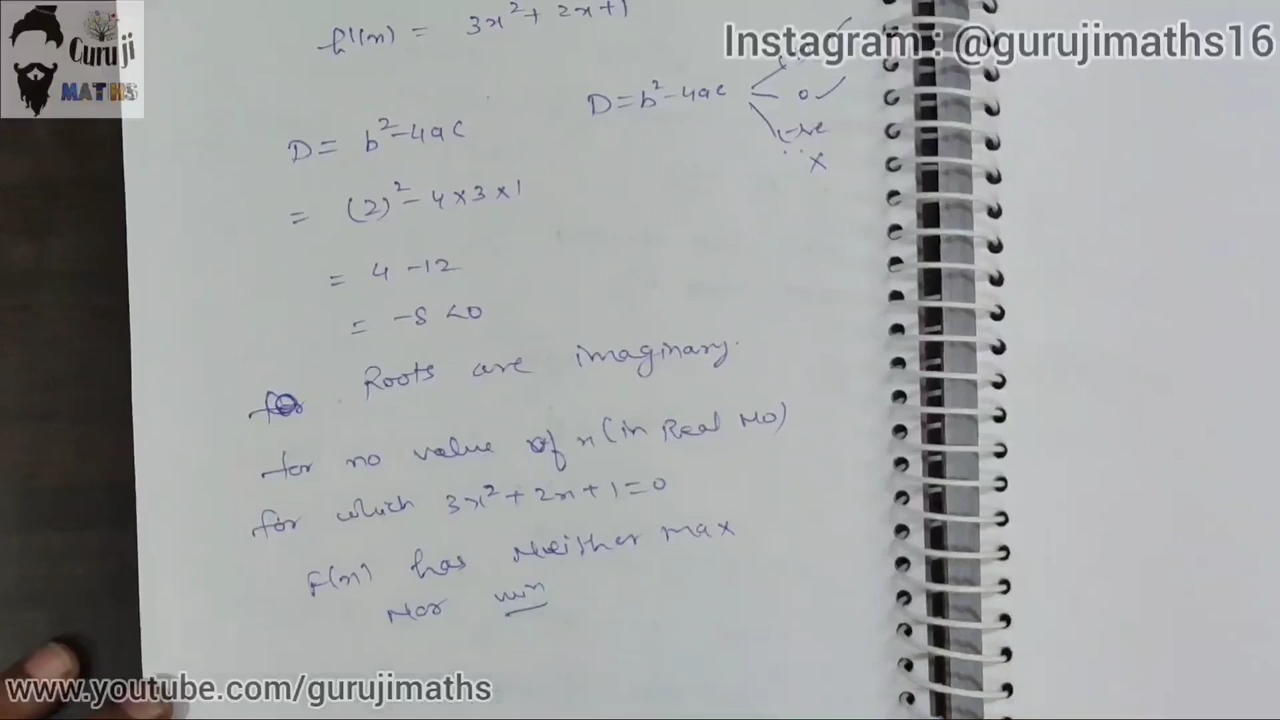 Guruji
MATHS
Instagram : @gurujimaths16
f'(x) = 3x²+ 2x+1
D = b²-4ac
0 ✓
(-ve
x
D = b²-4ac
= (2)² - 4×3×1
= 4 -12
= -8 <0
Roots are imaginary.
for no value of x (in Real No)
for which 3x²+2x+1=0
F(x) has Neither max
Nor min
www.youtube.com/gurujimaths